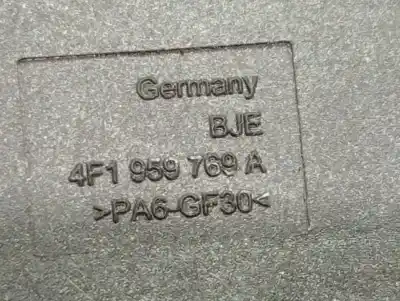 Germany
BJE
4F1 959 769 A
>PA6-GF30<